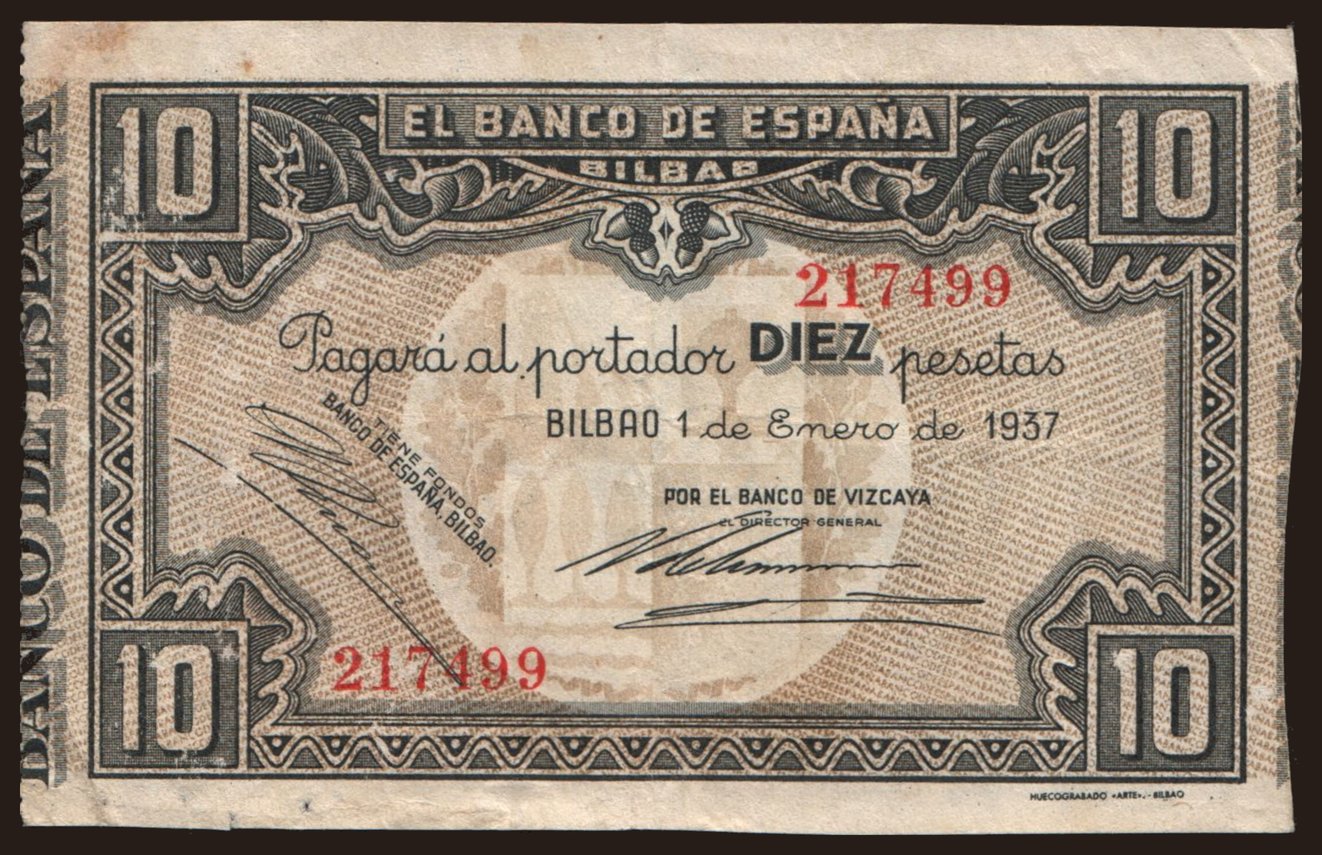 10 EL BANCO DE ESPAÑA 10
BILBAO
217499
Pagará al portador DIEZ pesetas
BILBAO 1 de Enero de 1937
TIENE FONDOS
BANCO DE ESPAÑA. BILBAO.
POR EL BANCO DE VIZCAYA
EL DIRECTOR GENERAL
217499
10 10
HUECOGRABADO «ARTE».-BILBAO
BANCO DE ESPAÑA